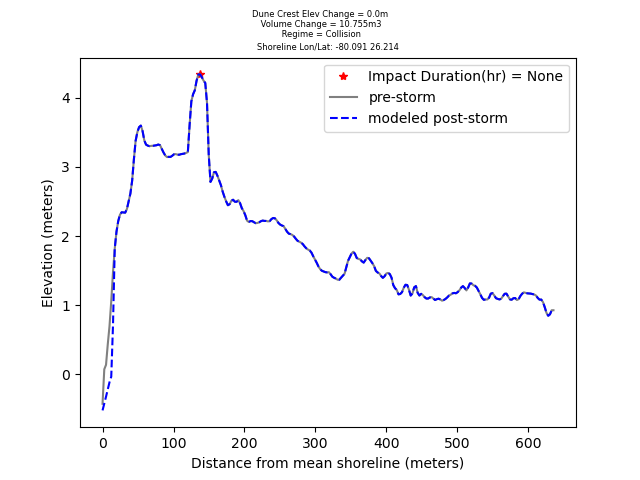 Dune Crest Elev Change = 0.0m
Volume Change = 10.755m3
Regime = Collision
Shoreline Lon/Lat: -80.091 26.214
Impact Duration(hr) = None
pre-storm
modeled post-storm
Elevation (meters)
4
3
2
1
0
0 100 200 300 400 500 600
Distance from mean shoreline (meters)